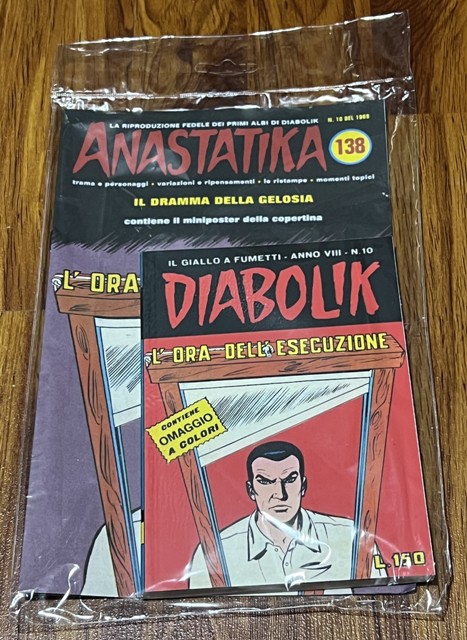 LA RIPRODUZIONE FEDELE DEI PRIMI ALBI DI DIABOLIK
N. 10 DEL 1969
ANASTATIKA
138
trama e personaggi • variazioni e ripensamenti • le ristampe • momenti topici
IL DRAMMA DELLA GELOSIA
contiene il miniposter della copertina
L' ORA
IL GIALLO A FUMETTI - ANNO VIII - N. 10
DIABOLIK
L' ORA DELL'ESECUZIONE
CONTIENE
OMAGGIO
A COLORI
L. 150